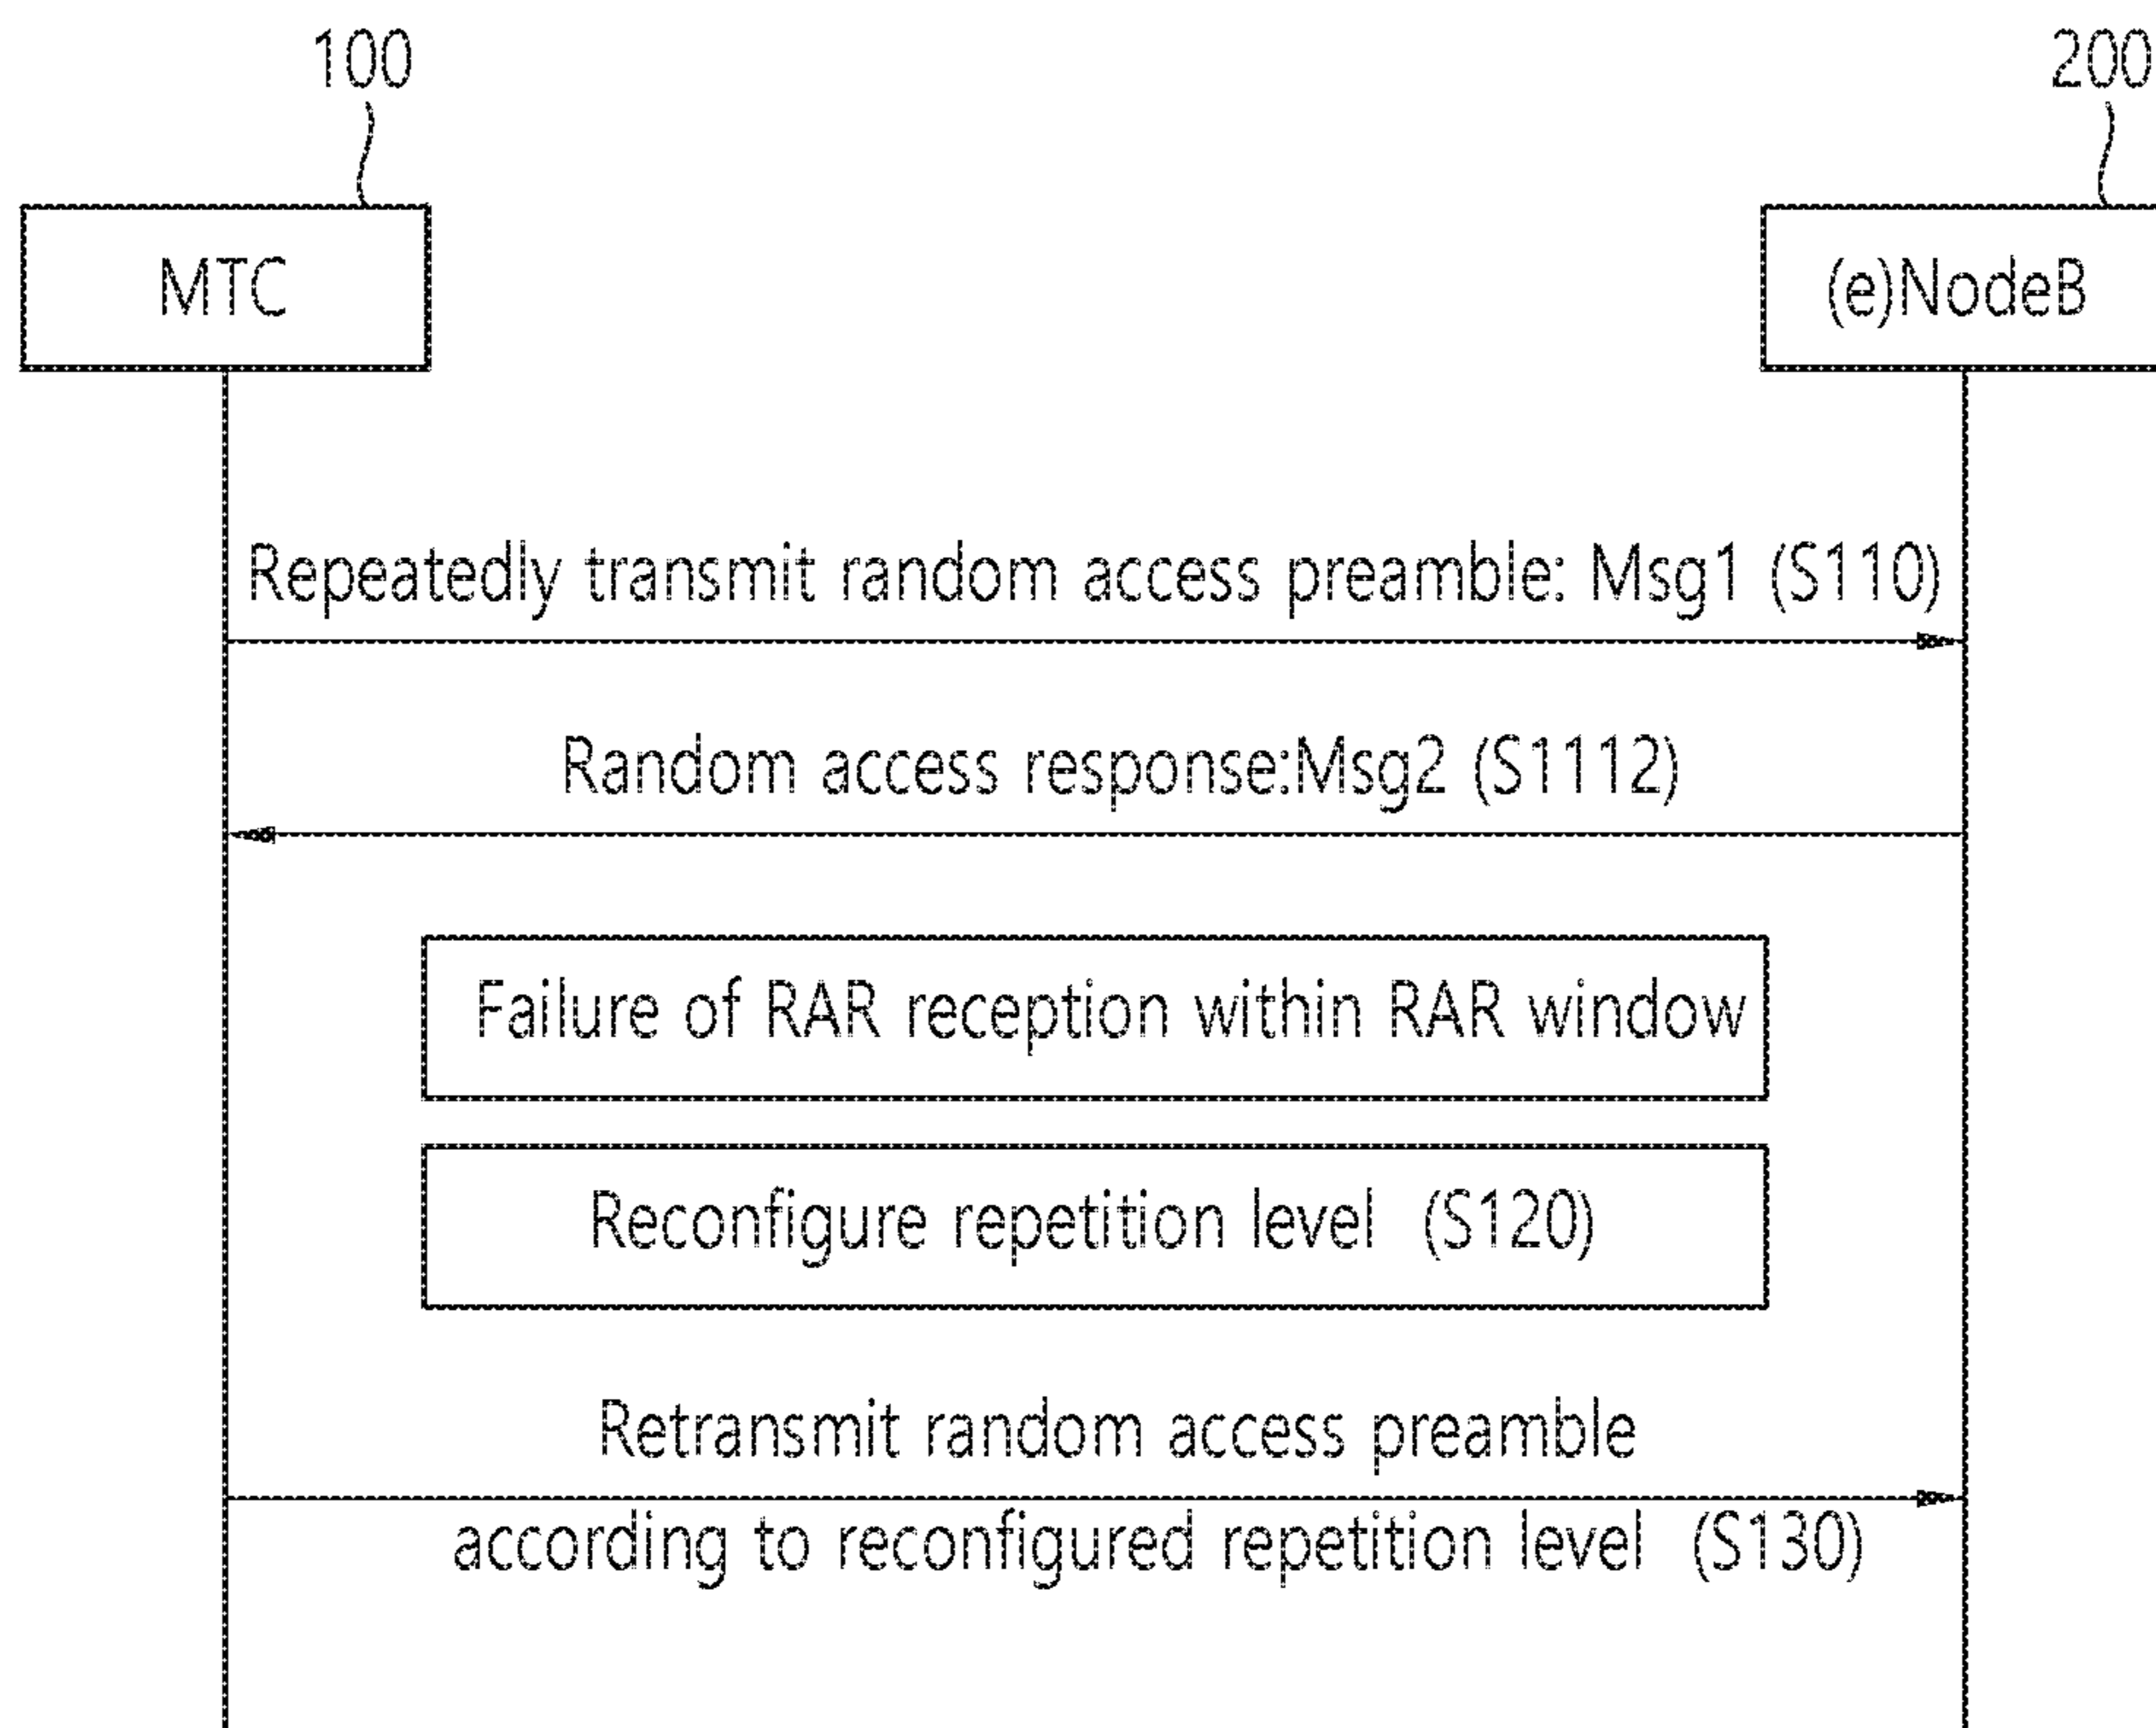 100
200
MTC
(e)NodeB
Repeatedly transmit random access preamble: Msg1 (S110)
Random access response:Msg2 (S1112)
Failure of RAR reception within RAR window
Reconfigure repetition level (S120)
Retransmit random access preamble
according to reconfigured repetition level (S130)